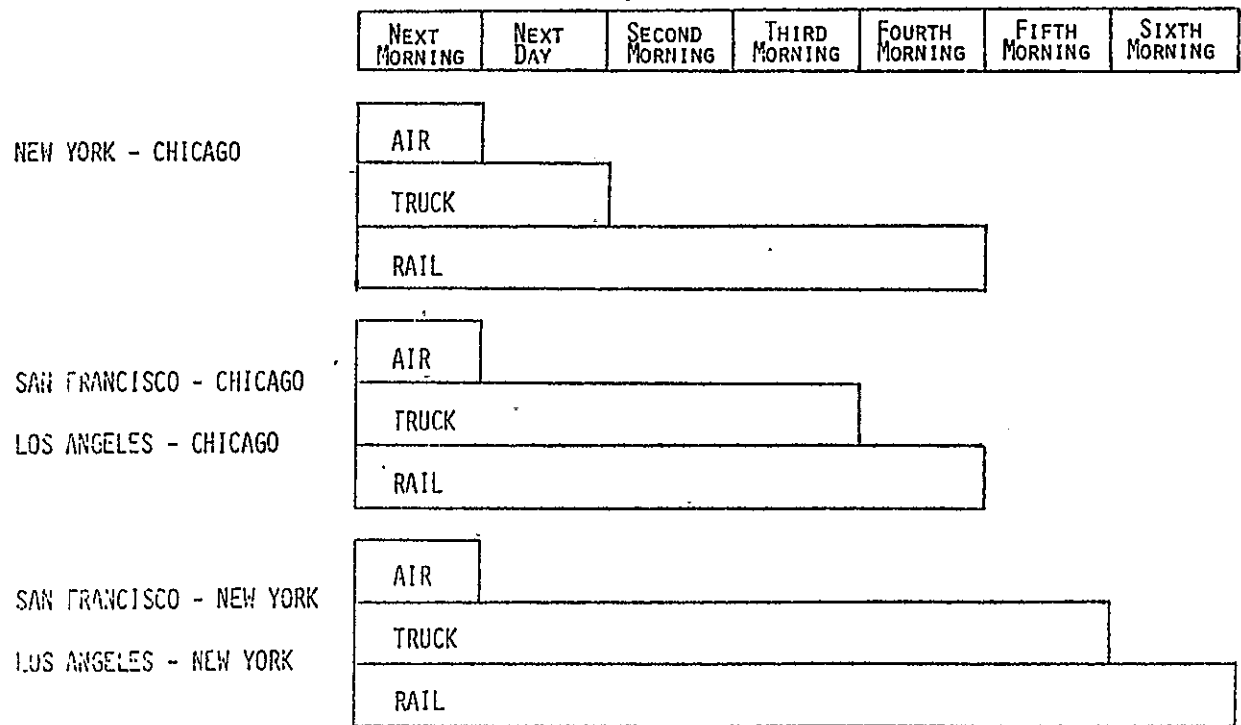 NEXT MORNING
NEXT DAY
SECOND MORNING
THIRD MORNING
FOURTH MORNING
FIFTH MORNING
SIXTH MORNING
NEW YORK - CHICAGO
AIR
TRUCK
RAIL
SAN FRANCISCO - CHICAGO
LOS ANGELES - CHICAGO
AIR
TRUCK
RAIL
SAN FRANCISCO - NEW YORK
LOS ANGELES - NEW YORK
AIR
TRUCK
RAIL